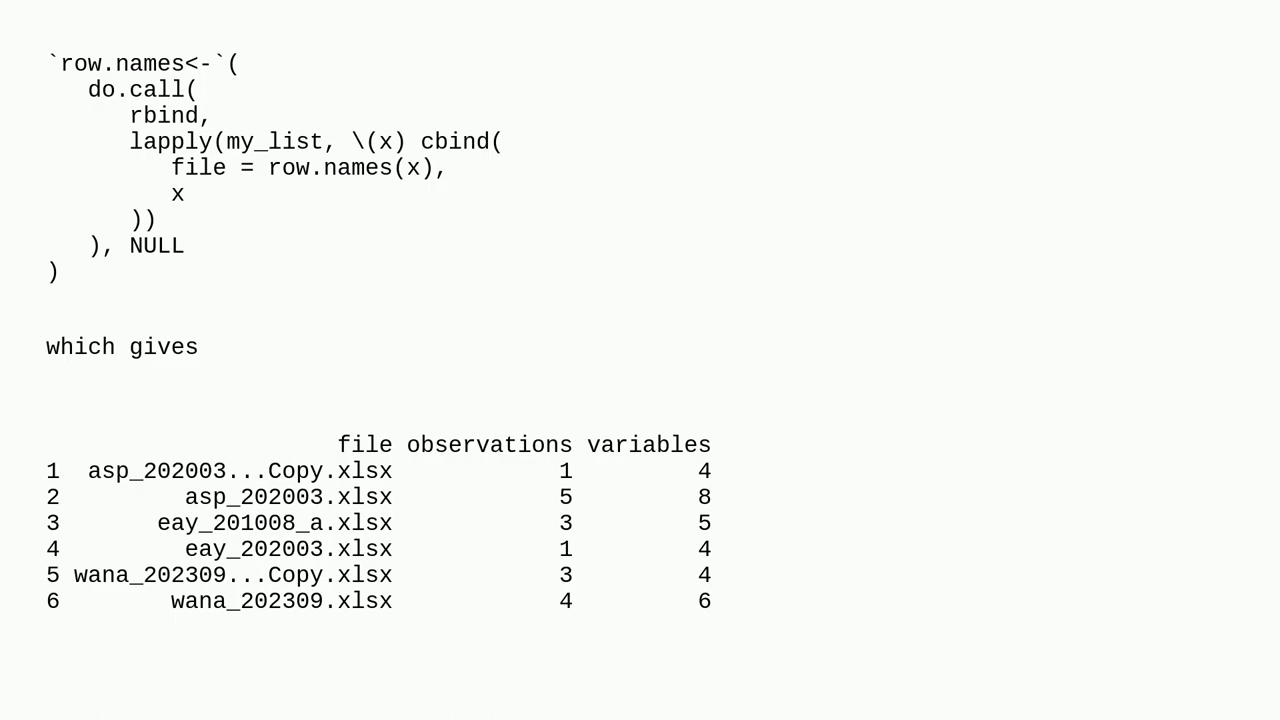 `row.names<-`(
   do.call(
      rbind,
      lapply(my_list, \(x) cbind(
         file = row.names(x),
         x
      ))
   ), NULL
)
which gives
                     file observations variables
1  asp_202003...Copy.xlsx            1         4
2         asp_202003.xlsx            5         8
3       eay_201008_a.xlsx            3         5
4         eay_202003.xlsx            1         4
5 wana_202309...Copy.xlsx            3         4
6        wana_202309.xlsx            4         6